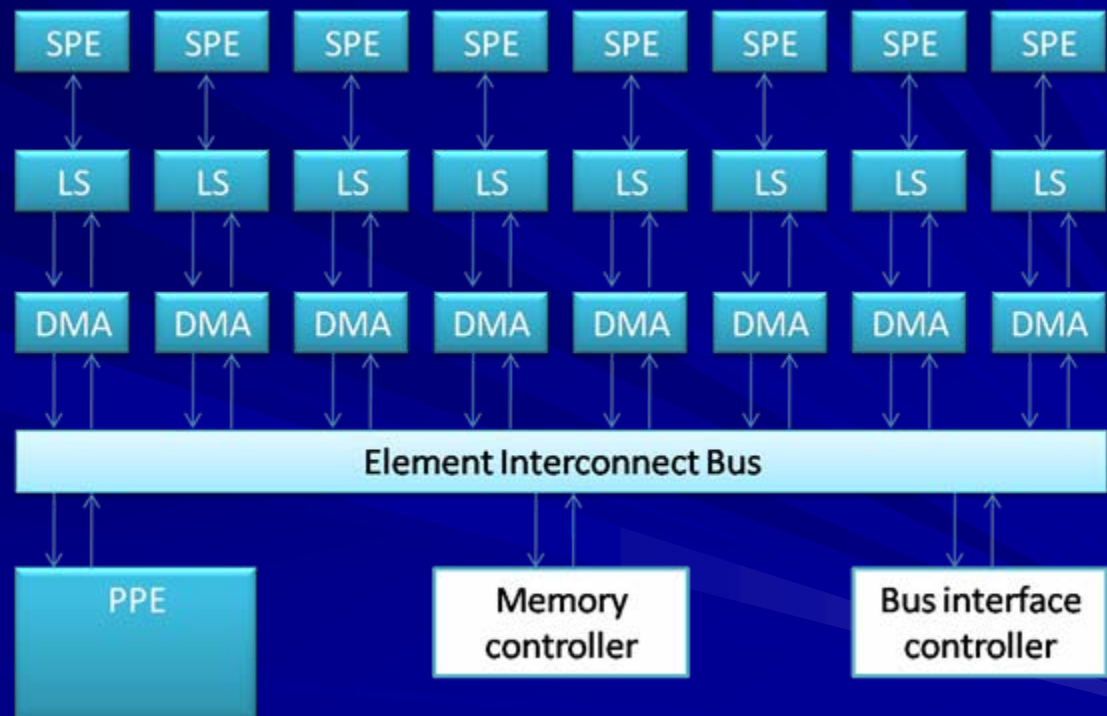 SPE SPE SPE SPE SPE SPE SPE SPE
LS LS LS LS LS LS LS LS
DMA DMA DMA DMA DMA DMA DMA DMA
Element Interconnect Bus
PPE
Memory
controller
Bus interface
controller